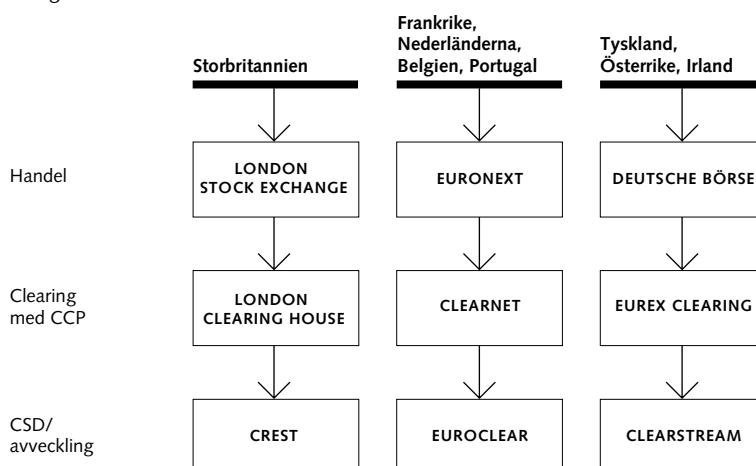 Frankrike,
Nederländerna,
Belgien, Portugal
Tyskland,
Österrike, Irland
Storbritannien
Handel
LONDON
STOCK EXCHANGE
EURONEXT
DEUTSCHE BÖRSE
Clearing
med CCP
LONDON
CLEARING HOUSE
CLEARNET
EUREX CLEARING
CSD/
avveckling
CREST
EUROCLEAR
CLEARSTREAM